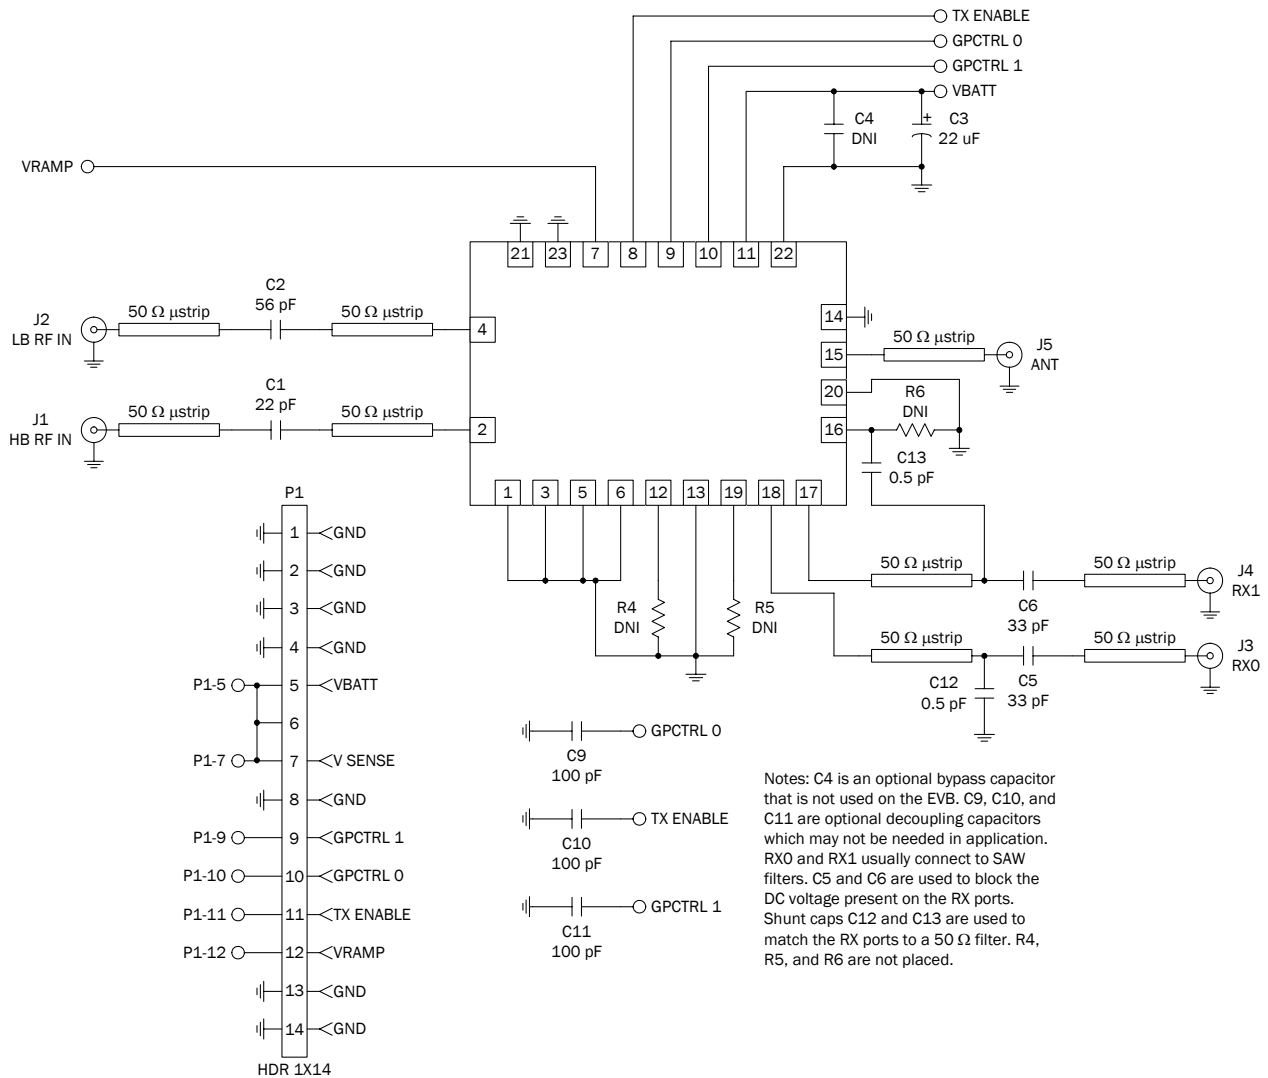 TX ENABLE
GPCTRL 0
GPCTRL 1
VBATT
C4
DNI
+
C3
22 uF
VRAMP
21
23
7
8
9
10
11
22
J2
LB RF IN
50 Ω µstrip
C2
56 pF
50 Ω µstrip
4
J1
HB RF IN
50 Ω µstrip
C1
22 pF
50 Ω µstrip
2
14
15
50 Ω µstrip
J5
ANT
20
R6
DNI
16
C13
0.5 pF
1
3
5
6
12
13
19
18
17
R4
DNI
R5
DNI
50 Ω µstrip
C6
33 pF
50 Ω µstrip
J4
RX1
50 Ω µstrip
C12
0.5 pF
C5
33 pF
50 Ω µstrip
J3
RX0
P1
1 GND
2 GND
3 GND
4 GND
P1-5 5 VBATT
6
P1-7 7 V SENSE
8 GND
P1-9 9 GPCTRL 1
P1-10 10 GPCTRL 0
P1-11 11 TX ENABLE
P1-12 12 VRAMP
13 GND
14 GND
HDR 1X14
GPCTRL 0
C9
100 pF
TX ENABLE
C10
100 pF
GPCTRL 1
C11
100 pF
Notes: C4 is an optional bypass capacitor
that is not used on the EVB. C9, C10, and
C11 are optional decoupling capacitors
which may not be needed in application.
RX0 and RX1 usually connect to SAW
filters. C5 and C6 are used to block the
DC voltage present on the RX ports.
Shunt caps C12 and C13 are used to
match the RX ports to a 50 Ω filter. R4,
R5, and R6 are not placed.